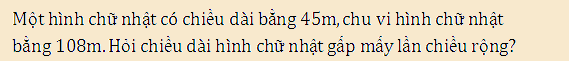 Một hình chữ nhật có chiều dài bằng 45m, chu vi hình chữ nhật
bằng 108m. Hỏi chiều dài hình chữ nhật gấp mấy lần chiều rộng?